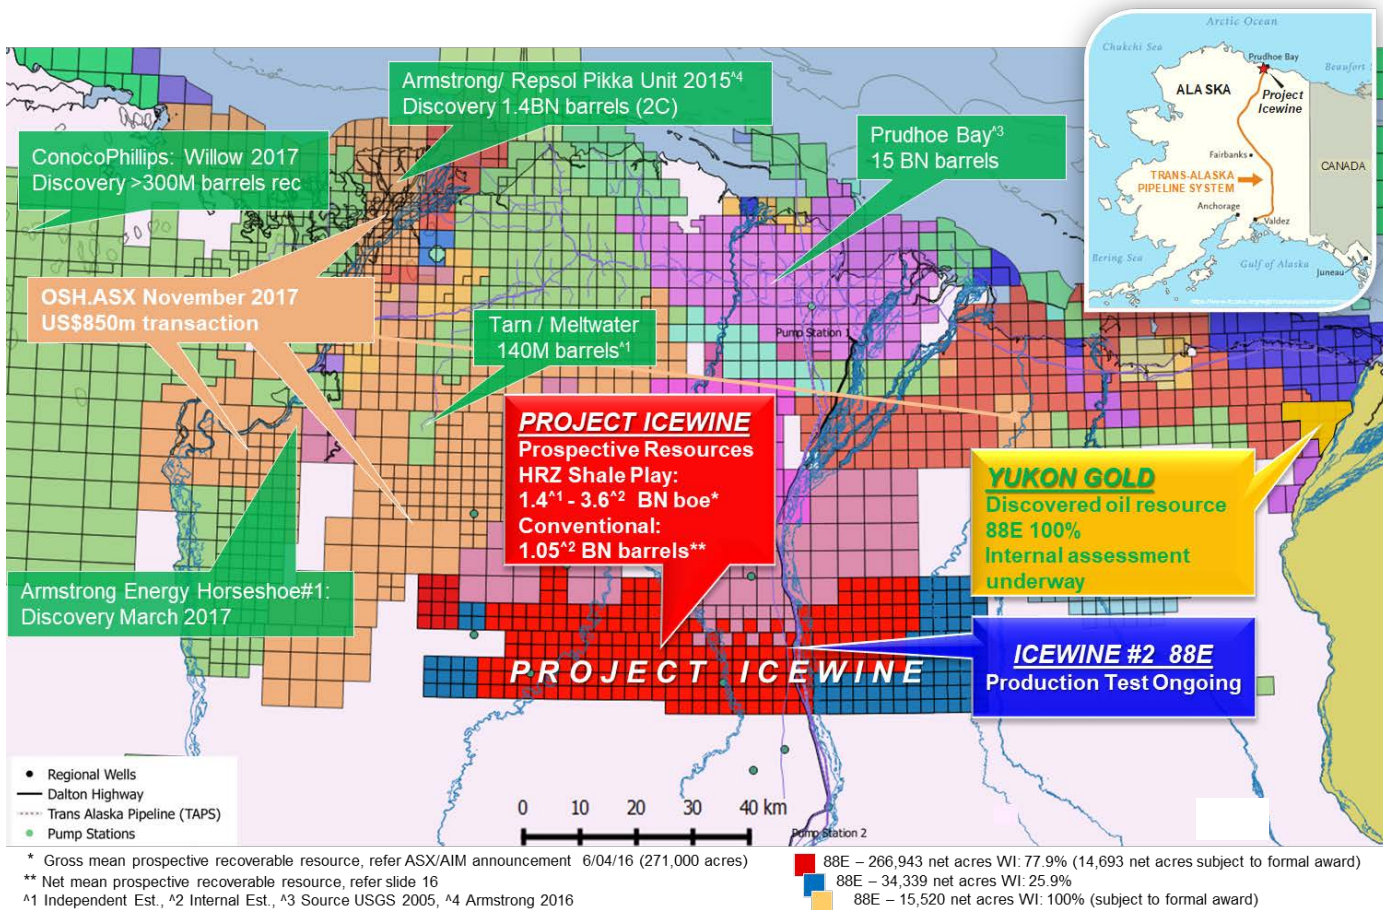 Arctic Ocean
Chukchi Sea
Prudhoe Bay
Beaufort
ALASKA
Project
Icewine
Fairbanks
CANADA
TRANS-ALASKA
PIPELINE SYSTEM
Anchorage
Valdez
Bering Sea
Gulf of Alaska
Juneau
Armstrong/ Repsol Pikka Unit 2015^4
Discovery 1.4BN barrels (2C)
Prudhoe Bay^3
15 BN barrels
ConocoPhillips: Willow 2017
Discovery >300M barrels rec
OSH.ASX November 2017
US$850m transaction
Tarn / Meltwater
140M barrels^1
Pump Station 1
PROJECT ICEWINE
Prospective Resources
HRZ Shale Play:
1.4^1 - 3.6^2 BN boe*
Conventional:
1.05^2 BN barrels**
YUKON GOLD
Discovered oil resource
88E 100%
Internal assessment
underway
Armstrong Energy Horseshoe#1:
Discovery March 2017
PROJECT ICEWINE
ICEWINE #2 88E
Production Test Ongoing
Regional Wells
Dalton Highway
Trans Alaska Pipeline (TAPS)
Pump Stations
0 10 20 30 40 km
Pump Station 2
* Gross mean prospective recoverable resource, refer ASX/AIM announcement 6/04/16 (271,000 acres)
** Net mean prospective recoverable resource, refer slide 16
^1 Independent Est., ^2 Internal Est., ^3 Source USGS 2005, ^4 Armstrong 2016
88E – 266,943 net acres WI: 77.9% (14,693 net acres subject to formal award)
88E – 34,339 net acres WI: 25.9%
88E – 15,520 net acres WI: 100% (subject to formal award)